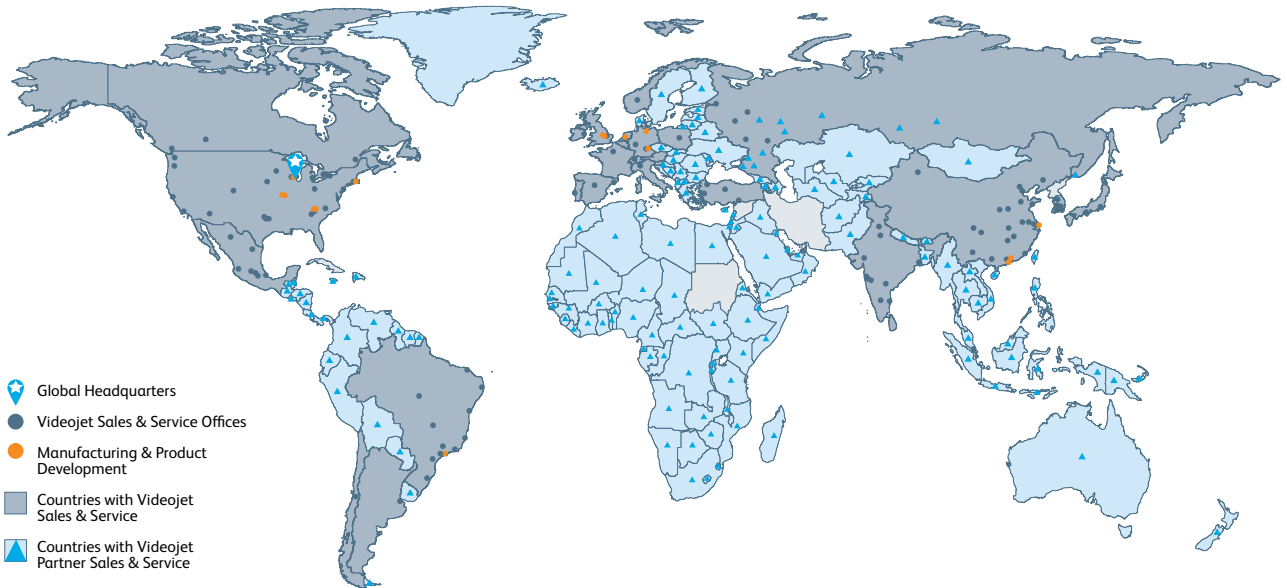 Global Headquarters
Videojet Sales & Service Offices
Manufacturing & Product
Development
Countries with Videojet
Sales & Service
Countries with Videojet
Partner Sales & Service